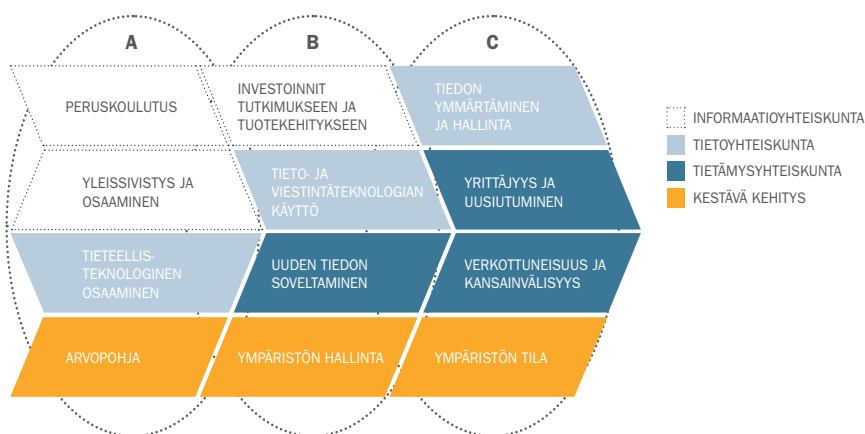 A
B
C
PERUSKOULUTUS
INVESTOINNIT
TUTKIMUKSEEN JA
TUOTEKEHITYKSEEN
TIEDON
YMMÄRTÄMINEN
JA HALLINTA
YLEISSIVISTYS JA
OSAAMINEN
TIETO- JA
VIESTINTÄTEKNOLOGIAN
KÄYTTÖ
YRITTÄJYYS JA
UUSIUTUMINEN
TIETEELLIS-
TEKNOLOGINEN
OSAAMINEN
UUDEN TIEDON
SOVELTAMINEN
VERKOTTUNEISUUS JA
KANSAINVÄLISYYS
ARVOPOHJA
YMPÄRISTÖN HALLINTA
YMPÄRISTÖN TILA
INFORMAATIOYHTEISKUNTA
TIETOYHTEISKUNTA
TIETÄMYSYHTEISKUNTA
KESTÄVÄ KEHITYS